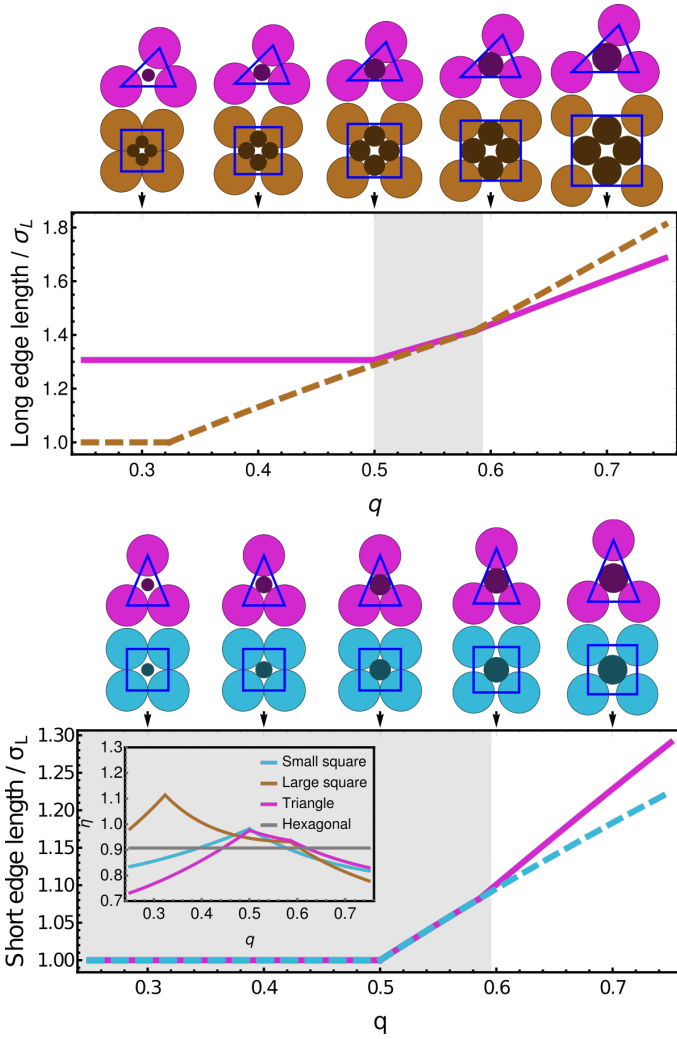 Long edge length / σ_L
1.8
1.6
1.4
1.2
1.0
0.3 0.4 0.5 0.6 0.7
q
Short edge length / σ_L
1.30
1.25
1.20
1.15
1.10
1.05
1.00
η
1.3
1.2
1.1
1.0
0.9
0.8
0.7
Small square
Large square
Triangle
Hexagonal
0.3 0.4 0.5 0.6 0.7
q
0.3 0.4 0.5 0.6 0.7
q